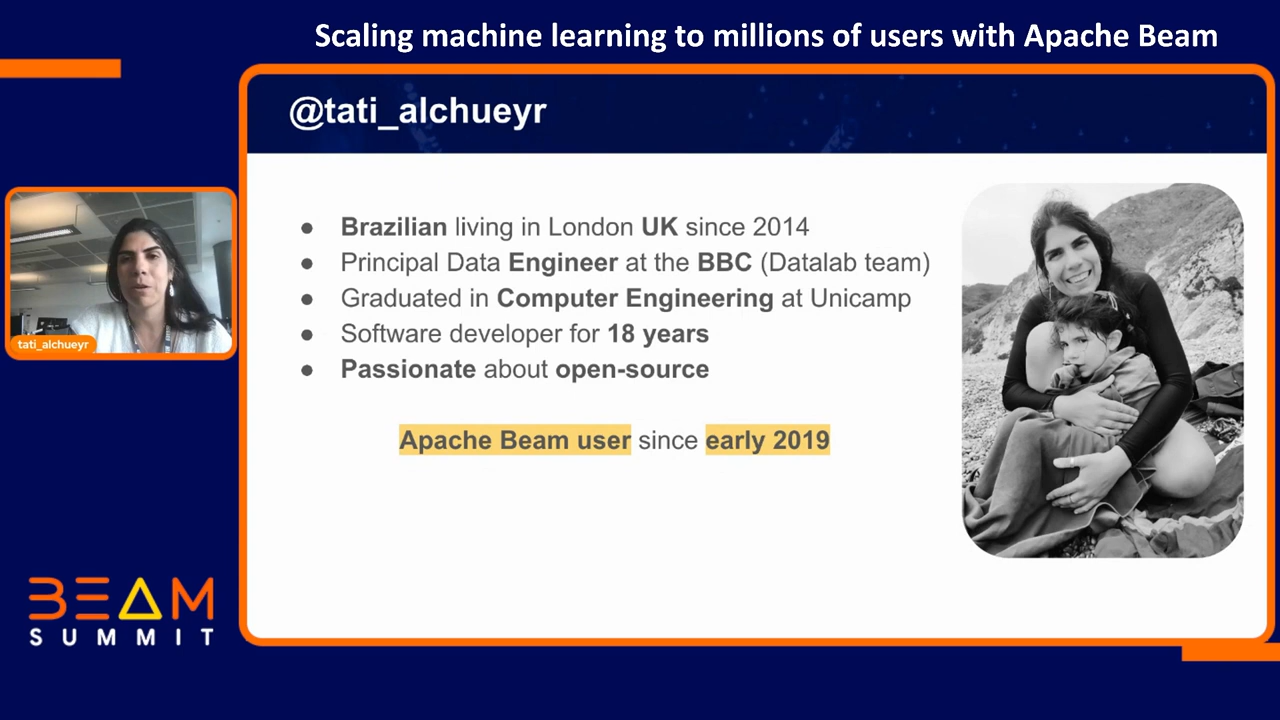 Scaling machine learning to millions of users with Apache Beam
@tati_alchueyr
● Brazilian living in London UK since 2014
● Principal Data Engineer at the BBC (Datalab team)
● Graduated in Computer Engineering at Unicamp
● Software developer for 18 years
● Passionate about open-source
Apache Beam user since early 2019
tati_alchueyr
BEAM
SUMMIT